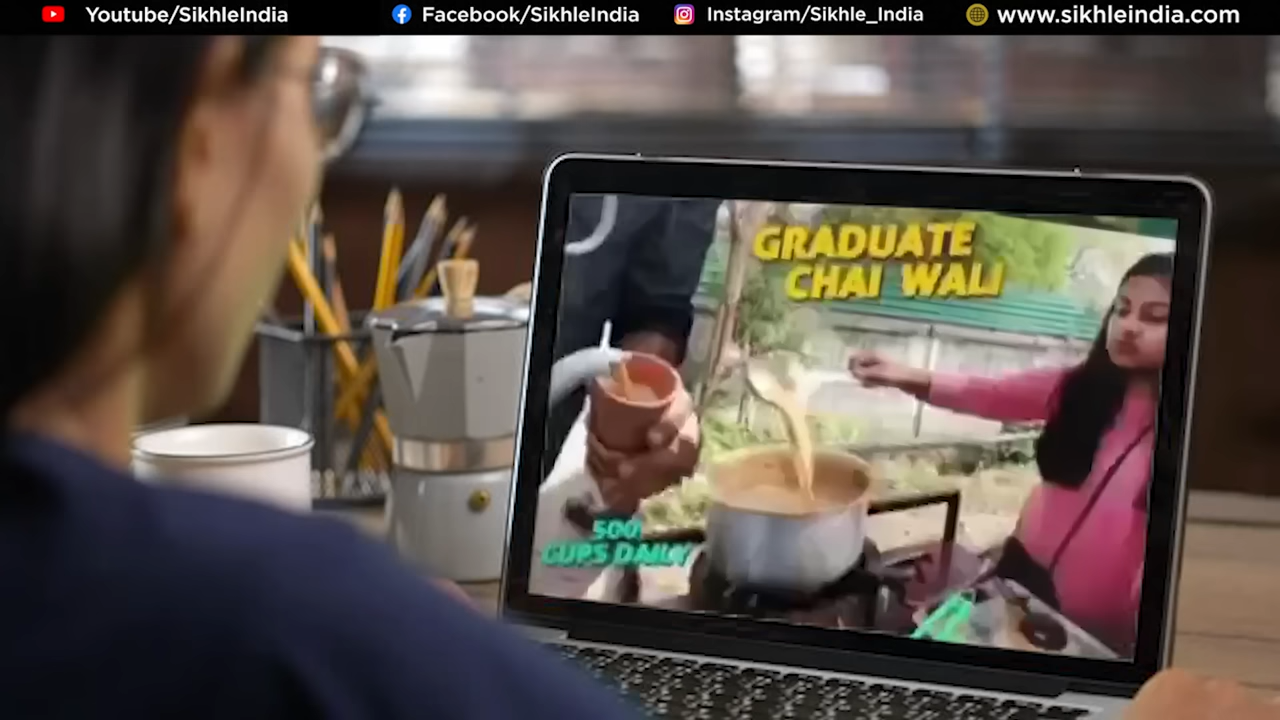 Youtube/SikhleIndia
Facebook/SikhleIndia
Instagram/Sikhle_India
www.sikhleindia.com
GRADUATE
CHAI WALI
500
CUPS DAILY